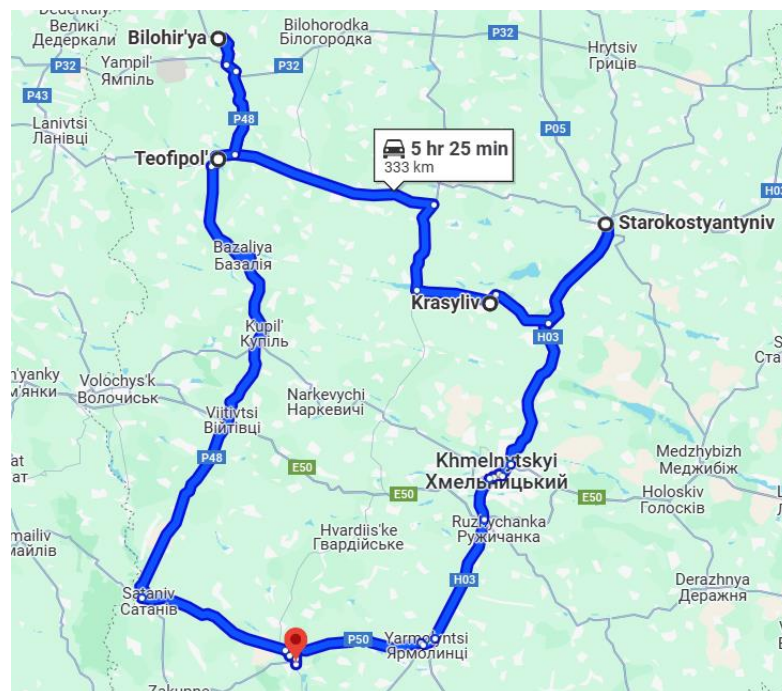 Великі
Дедеркали
Bilohir'ya
Bilohorodka
Білогородка
P32
Yampil'
Ямпіль
P32
P32
Hrytsiv
Гриців
P43
Lanivtsi
Ланівці
P48
P05
5 hr 25 min
333 km
Teofipol'
H03
Starokostyantyniv
Bazaliya
Базалія
Krasyliv
H03
Kupil'
Купіль
Volochys'k
Волочиськ
Narkevychi
Наркевичі
Viitivtsi
Війтівці
P48
E50
Khmelnytskyi
Хмельницький
Medzhybizh
Меджибіж
E50
E50
Holoskiv
Голосків
Hvardiis'ke
Гвардійське
Ruzhychanka
Ружичанка
H03
Derazhnya
Деражня
Sataniv
Сатанів
P50
Yarmolyntsi
Ярмолинці